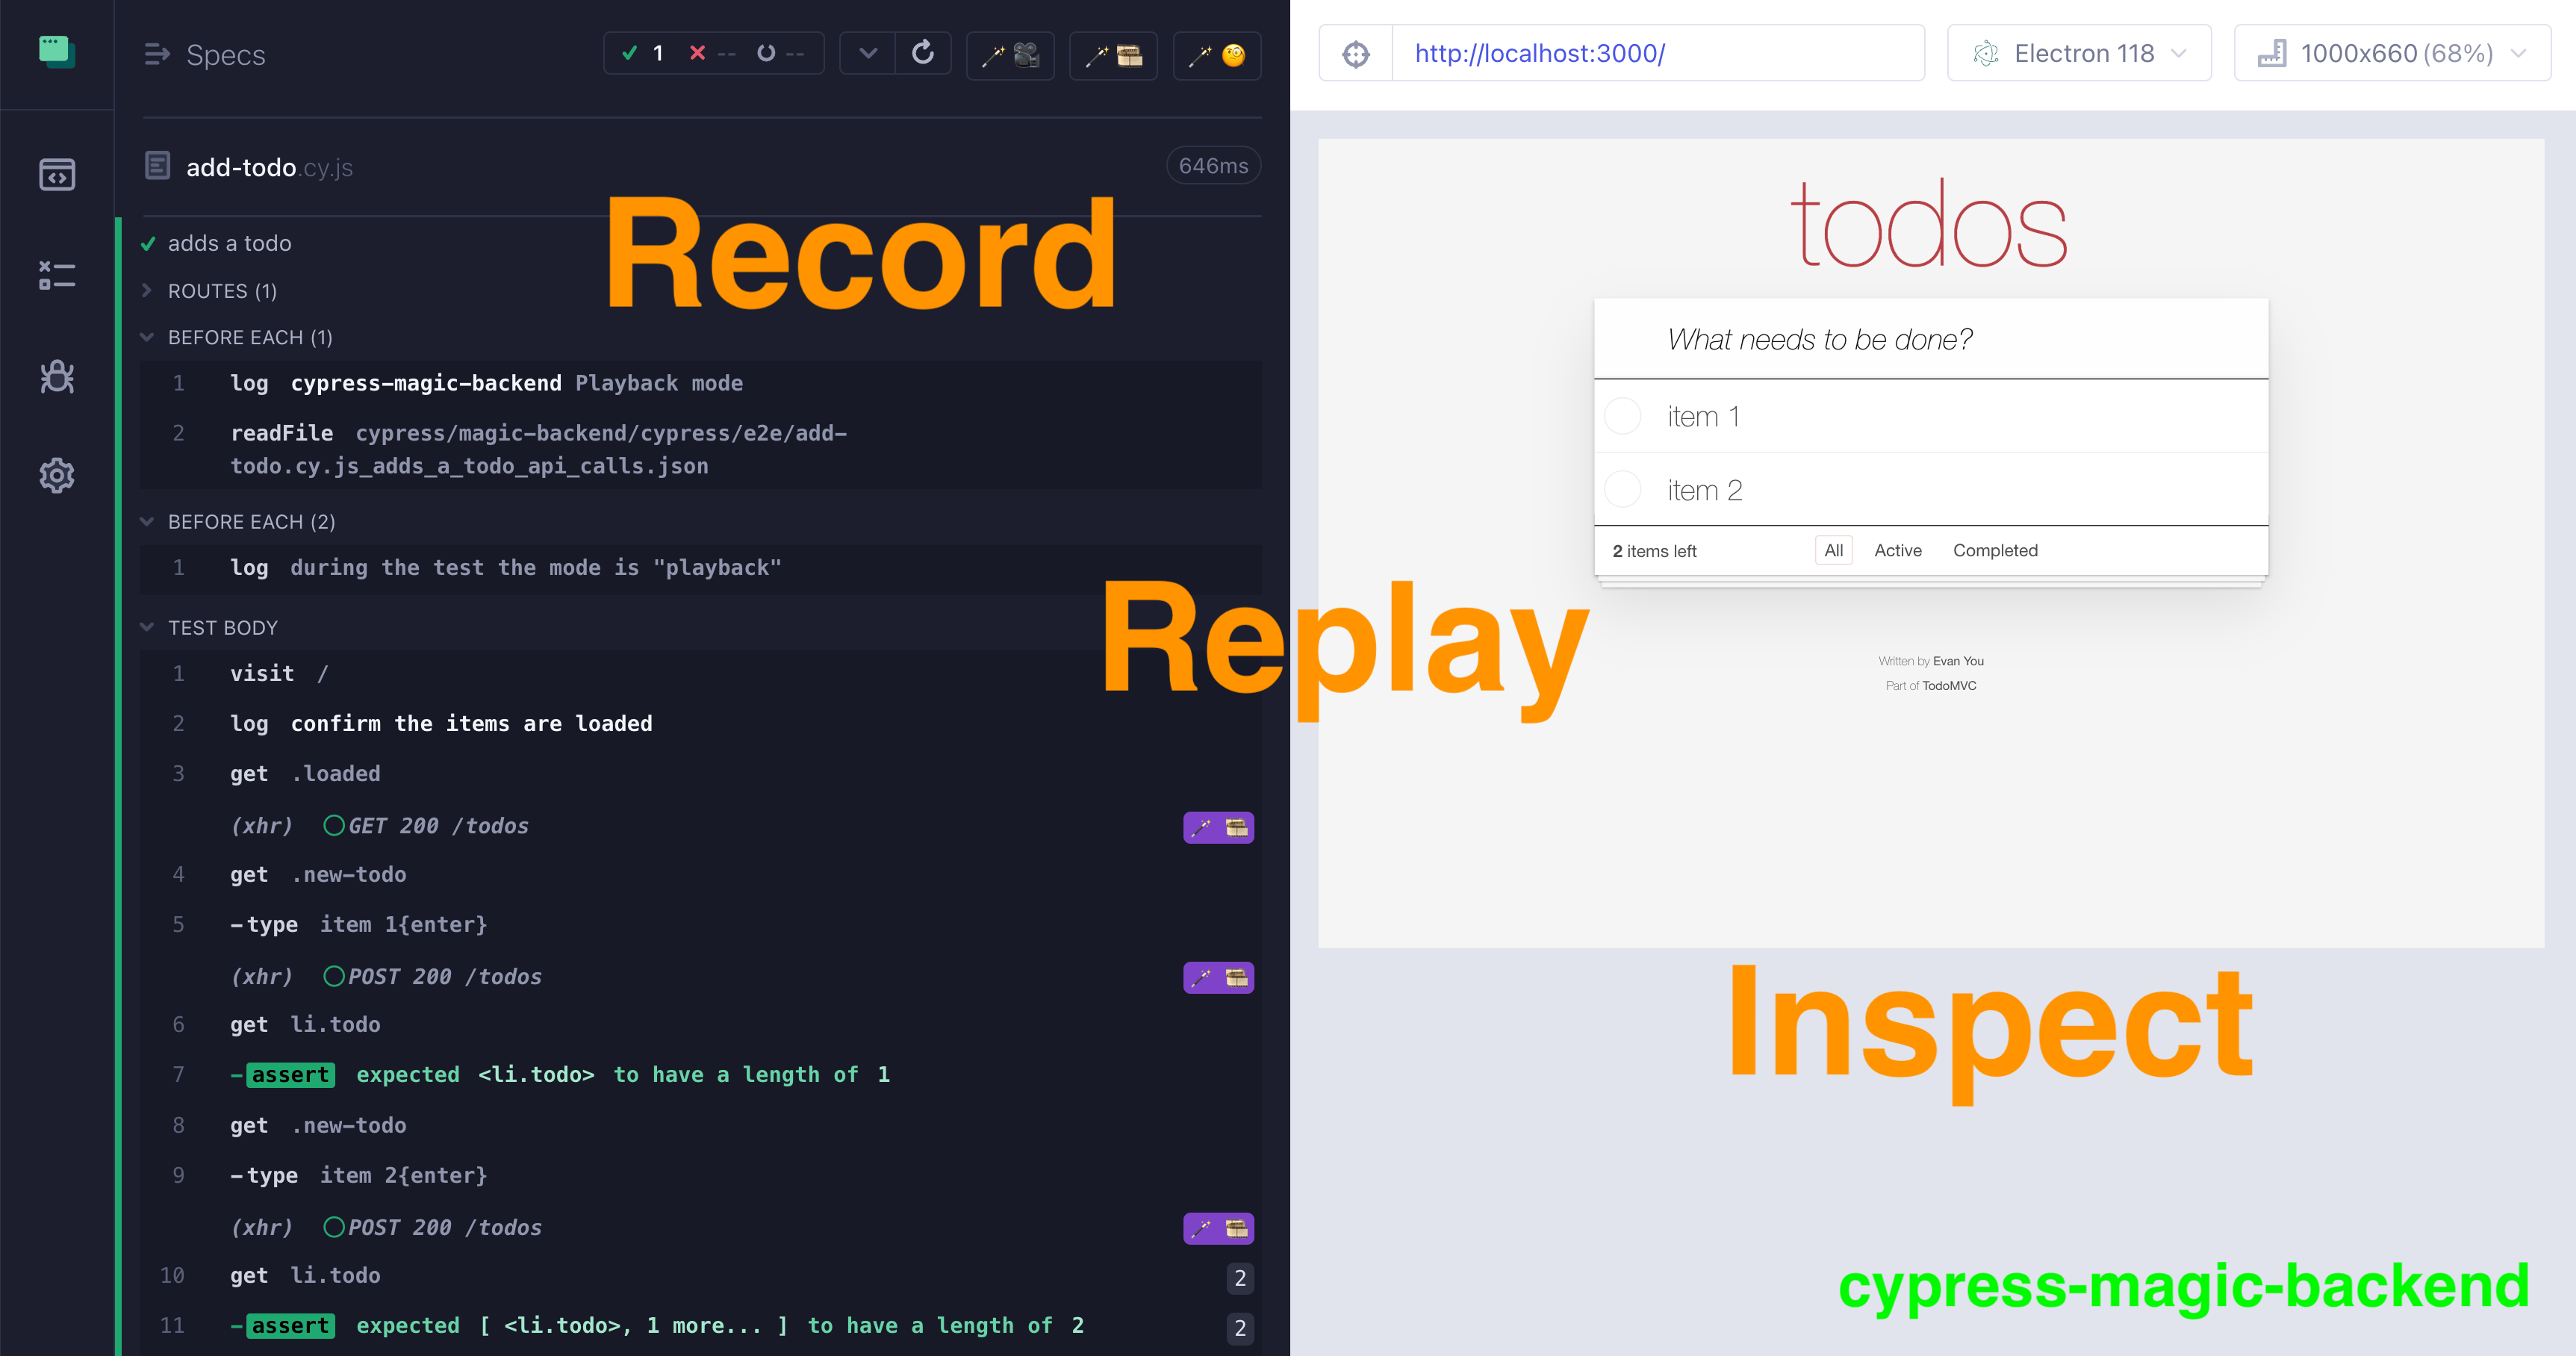 Specs
1
--
--
http://localhost:3000/
Electron 118
1000x660 (68%)
add-todo.cy.js
646ms
Record
adds a todo
ROUTES (1)
BEFORE EACH (1)
1 log cypress-magic-backend Playback mode
2 readFile cypress/magic-backend/cypress/e2e/add-
todo.cy.js_adds_a_todo_api_calls.json
BEFORE EACH (2)
1 log during the test the mode is "playback"
Replay
TEST BODY
1 visit /
2 log confirm the items are loaded
3 get .loaded
(xhr) GET 200 /todos
4 get .new-todo
5 -type item 1{enter}
(xhr) POST 200 /todos
6 get li.todo
7 -assert expected <li.todo> to have a length of 1
8 get .new-todo
9 -type item 2{enter}
(xhr) POST 200 /todos
10 get li.todo 2
11 -assert expected [ <li.todo>, 1 more... ] to have a length of 2 2
todos
What needs to be done?
item 1
item 2
2 items left All Active Completed
Written by Evan You
Part of TodoMVC
Inspect
cypress-magic-backend